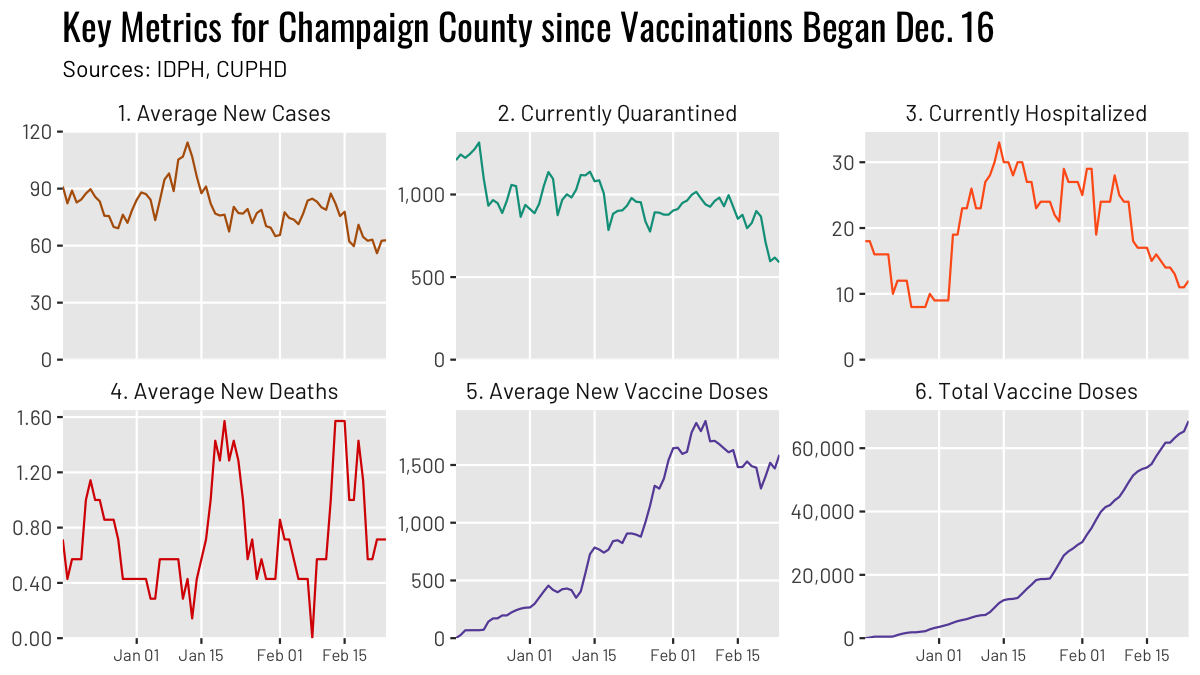 Key Metrics for Champaign County since Vaccinations Began Dec. 16
Sources: IDPH, CUPHD
1. Average New Cases
120
90
60
30
0
2. Currently Quarantined
1,000
500
0
3. Currently Hospitalized
30
20
10
0
4. Average New Deaths
1.60
1.20
0.80
0.40
0.00
Jan 01 Jan 15 Feb 01 Feb 15
5. Average New Vaccine Doses
1,500
1,000
500
0
Jan 01 Jan 15 Feb 01 Feb 15
6. Total Vaccine Doses
60,000
40,000
20,000
0
Jan 01 Jan 15 Feb 01 Feb 15